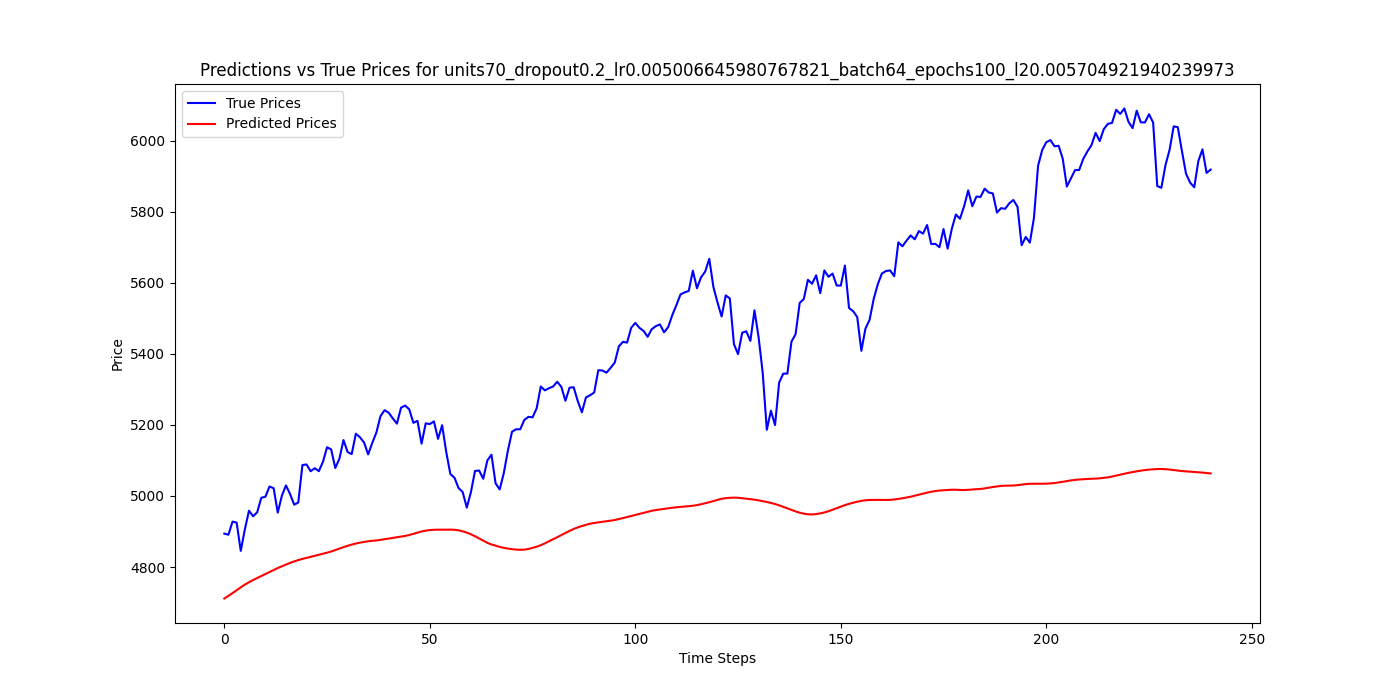 Predictions vs True Prices for units70_dropout0.2_lr0.005006645980767821_batch64_epochs100_l20.005704921940239973
True Prices
Predicted Prices
Price
6000
5800
5600
5400
5200
5000
4800
0
50
100
150
200
250
Time Steps